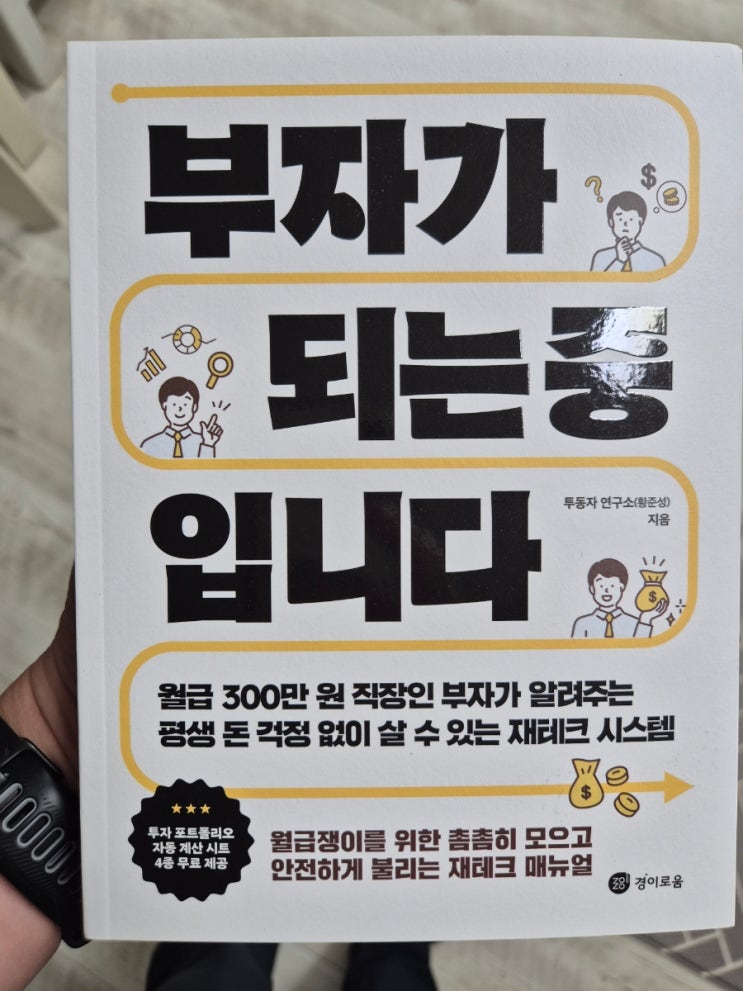 부자가
되는중
입니다
투동자 연구소(황준성)
지음
월급 300만 원 직장인 부자가 알려주는
평생 돈 걱정 없이 살 수 있는 재테크 시스템
투자 포트폴리오
자동 계산 시트
4종 무료 제공
월급쟁이를 위한 촘촘히 모으고
안전하게 불리는 재테크 매뉴얼
경이로움